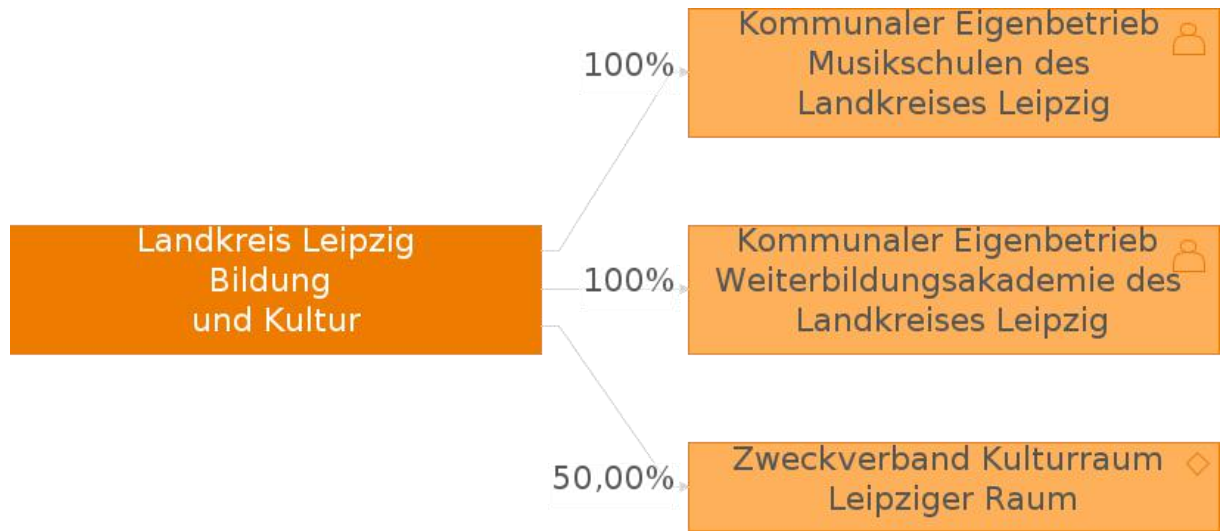 Kommunaler Eigenbetrieb
Musikschulen des
Landkreises Leipzig
100%
Landkreis Leipzig
Bildung
und Kultur
100%
Kommunaler Eigenbetrieb
Weiterbildungsakademie des
Landkreises Leipzig
50,00%
Zweckverband Kulturraum
Leipziger Raum